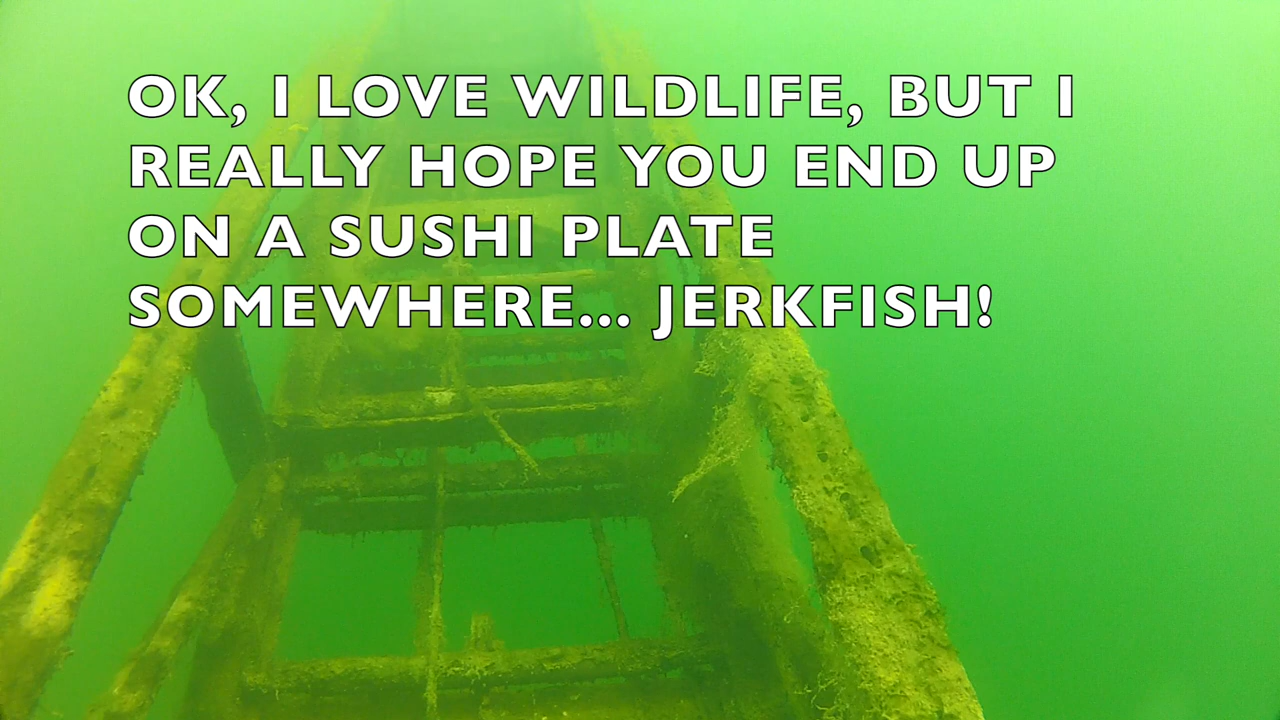 OK, I LOVE WILDLIFE, BUT I
REALLY HOPE YOU END UP
ON A SUSHI PLATE
SOMEWHERE... JERKFISH!